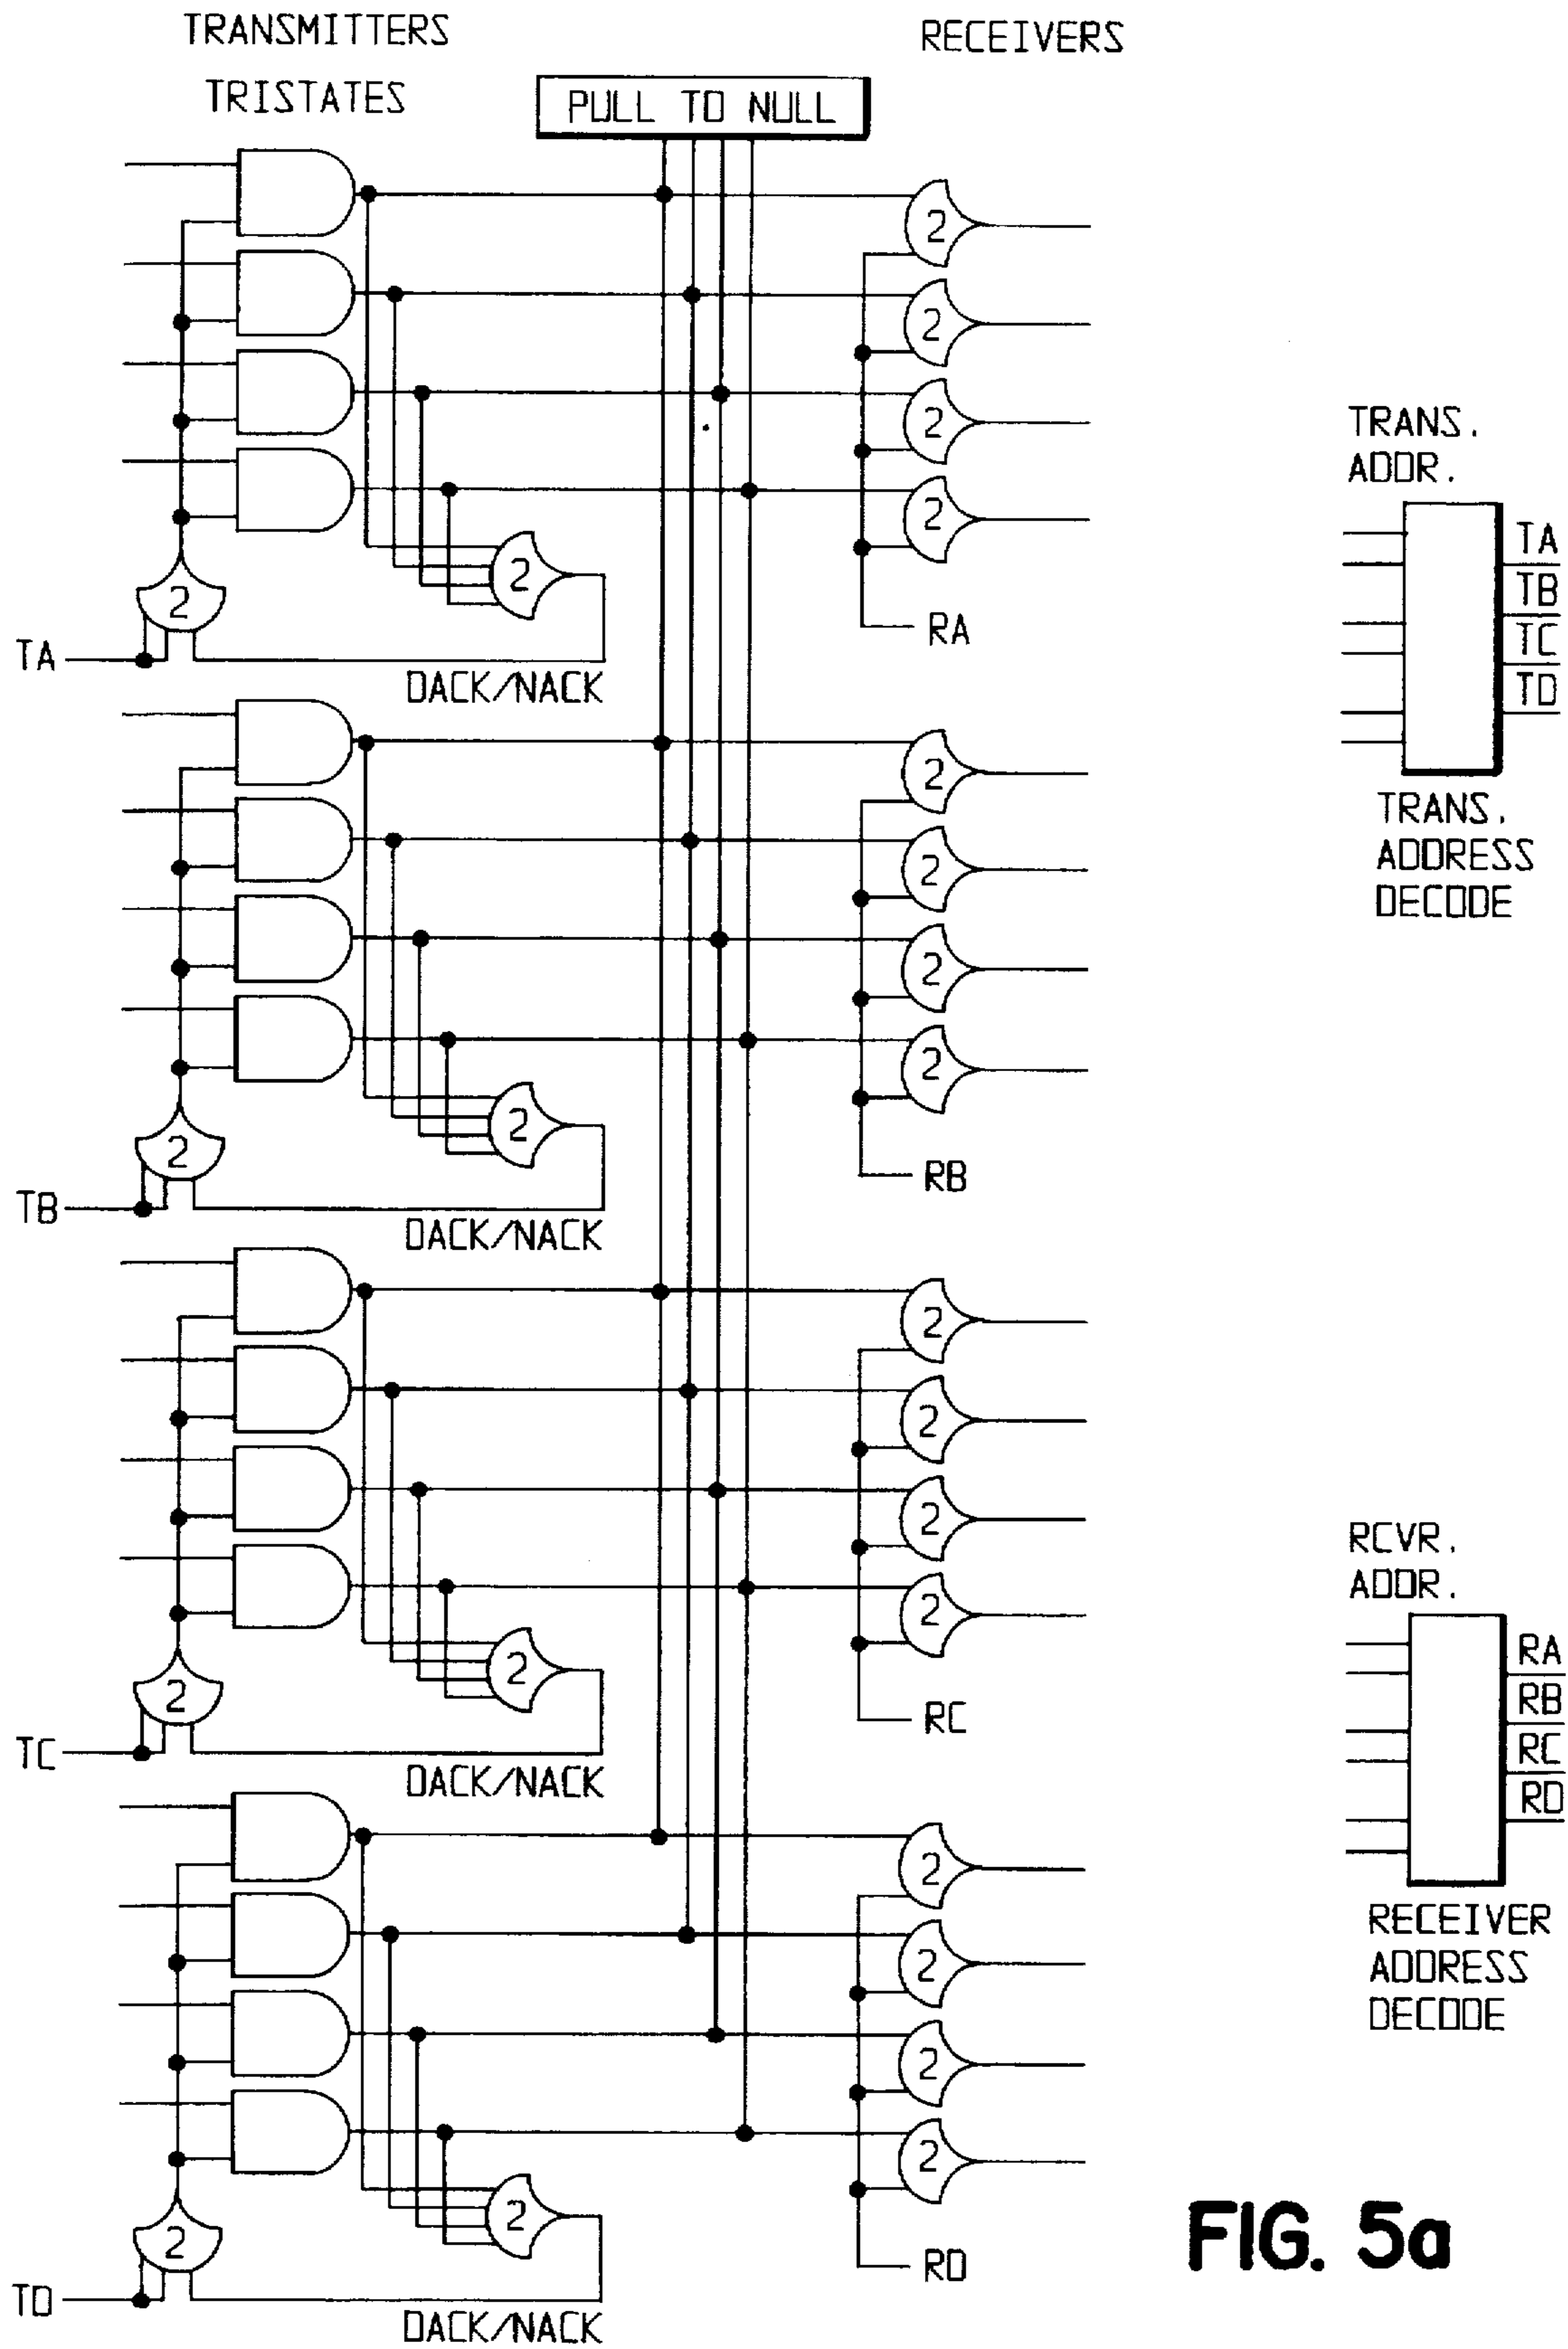 TRANSMITTERS
TRISTATES
RECEIVERS
PULL TO NULL
2
2
2
2
2
2
TA
DACK/NACK
RA
2
2
2
2
2
2
TB
DACK/NACK
RB
2
2
2
2
2
2
TC
DACK/NACK
RC
2
2
2
2
2
2
TD
DACK/NACK
RD
TRANS.
ADDR.
TA
TB
TC
TD
TRANS.
ADDRESS
DECODE
RCVR.
ADDR.
RA
RB
RC
RD
RECEIVER
ADDRESS
DECODE
FIG. 5a